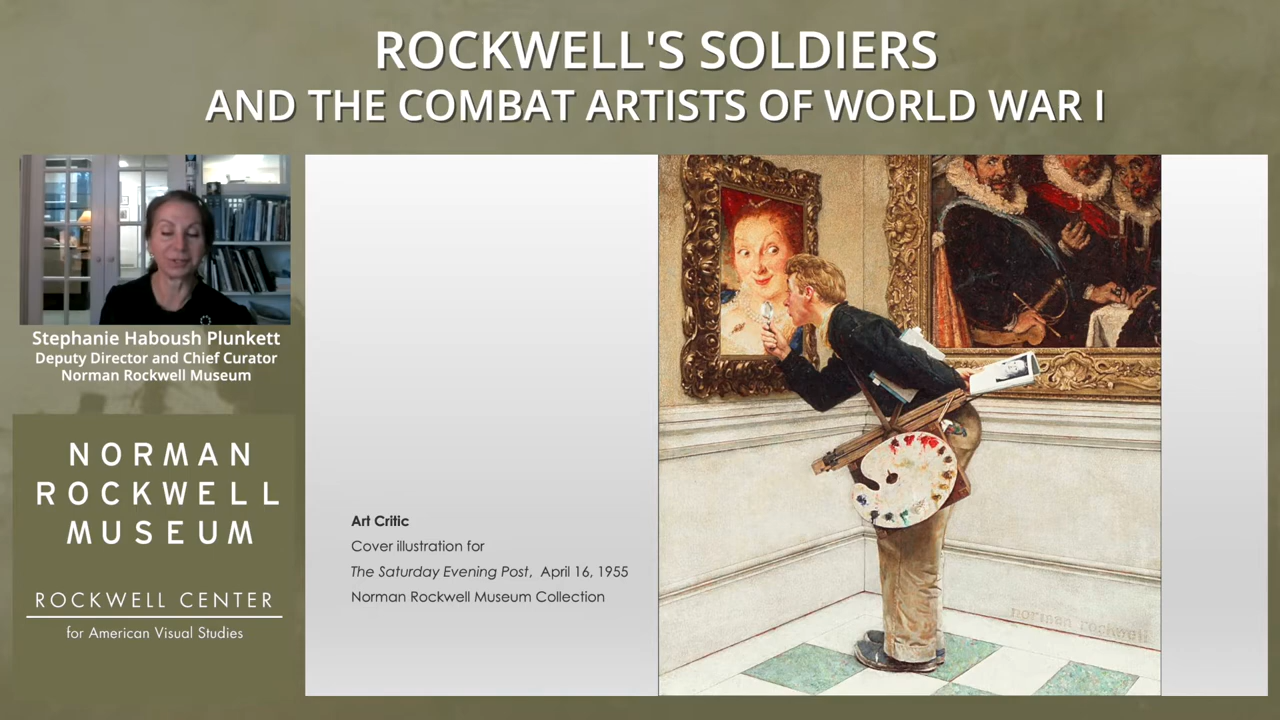 ROCKWELL'S SOLDIERS
AND THE COMBAT ARTISTS OF WORLD WAR I
Stephanie Haboush Plunkett
Deputy Director and Chief Curator
Norman Rockwell Museum
NORMAN
ROCKWELL
MUSEUM
ROCKWELL CENTER
for American Visual Studies
Art Critic
Cover illustration for
The Saturday Evening Post, April 16, 1955
Norman Rockwell Museum Collection
norman rockwell